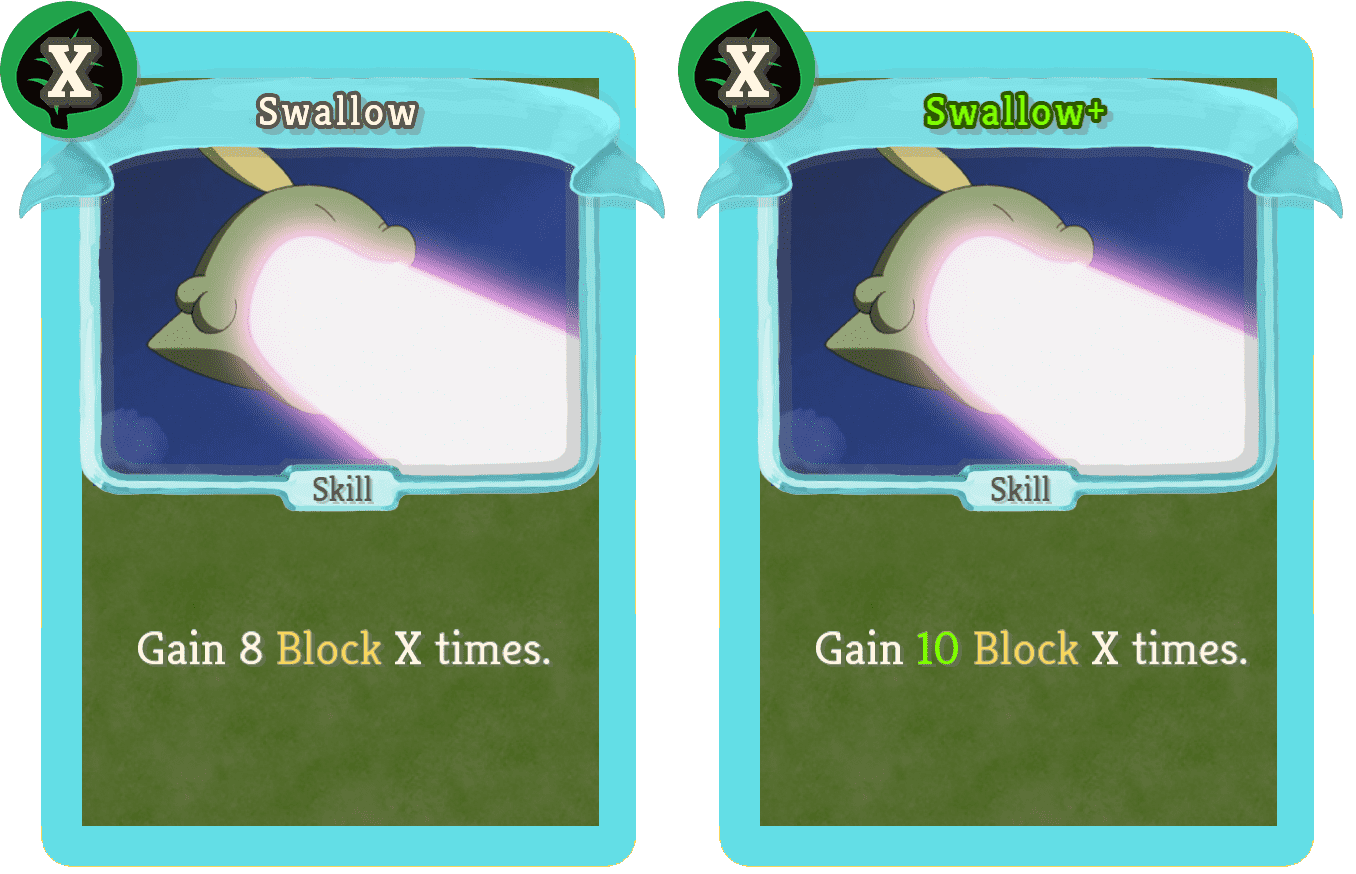 X
Swallow
Skill
Gain 8 Block X times.
X
Swallow+
Skill
Gain 10 Block X times.